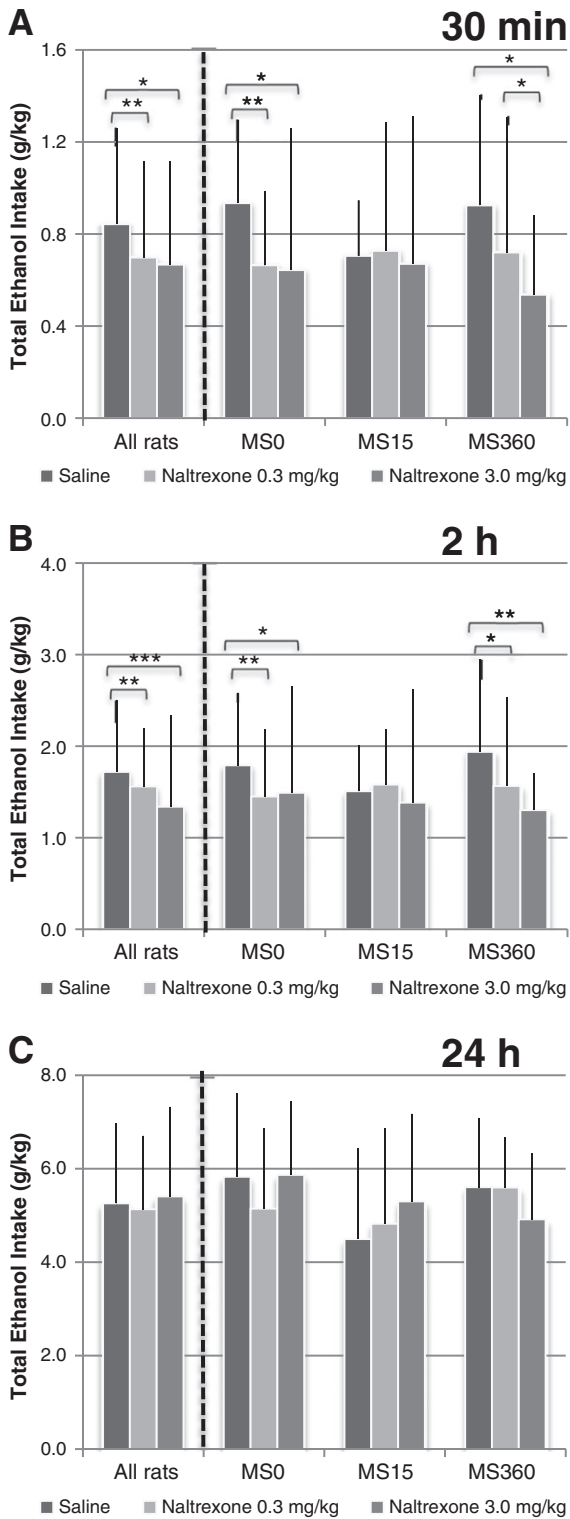 A
30 min
Total Ethanol Intake (g/kg)
1.6
1.2
0.8
0.4
0.0
*
**
*
**
*
*
All rats MS0 MS15 MS360
Saline Naltrexone 0.3 mg/kg Naltrexone 3.0 mg/kg
B
2 h
Total Ethanol Intake (g/kg)
4.0
3.0
2.0
1.0
0.0
***
**
*
**
**
*
All rats MS0 MS15 MS360
Saline Naltrexone 0.3 mg/kg Naltrexone 3.0 mg/kg
C
24 h
Total Ethanol Intake (g/kg)
8.0
6.0
4.0
2.0
0.0
All rats MS0 MS15 MS360
Saline Naltrexone 0.3 mg/kg Naltrexone 3.0 mg/kg